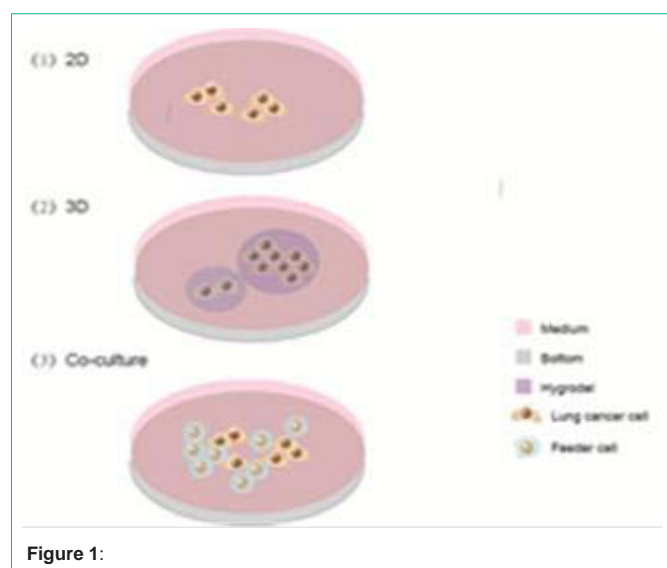 (1) 2D
(2) 3D
(3) Co-culture
Medium
Bottom
Hygrodel
Lung cancer cell
Feeder cell
Figure 1: